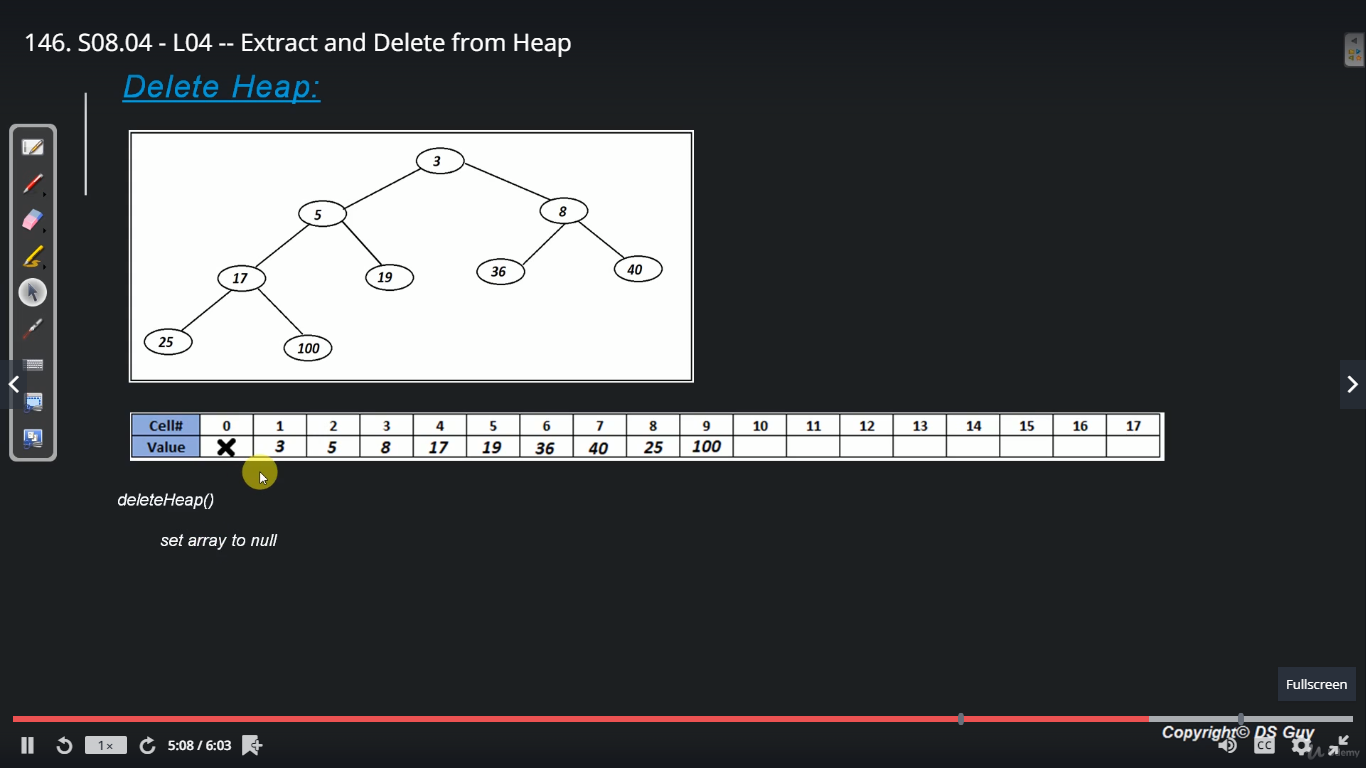 146. S08.04 - L04 -- Extract and Delete from Heap
Delete Heap:
3
5
8
17
19
36
40
25
100
Cell# 0 1 2 3 4 5 6 7 8 9 10 11 12 13 14 15 16 17
Value X 3 5 8 17 19 36 40 25 100
deleteHeap()
set array to null
Fullscreen
Copyright© DS Guy
1x
5:08 / 6:03
CC